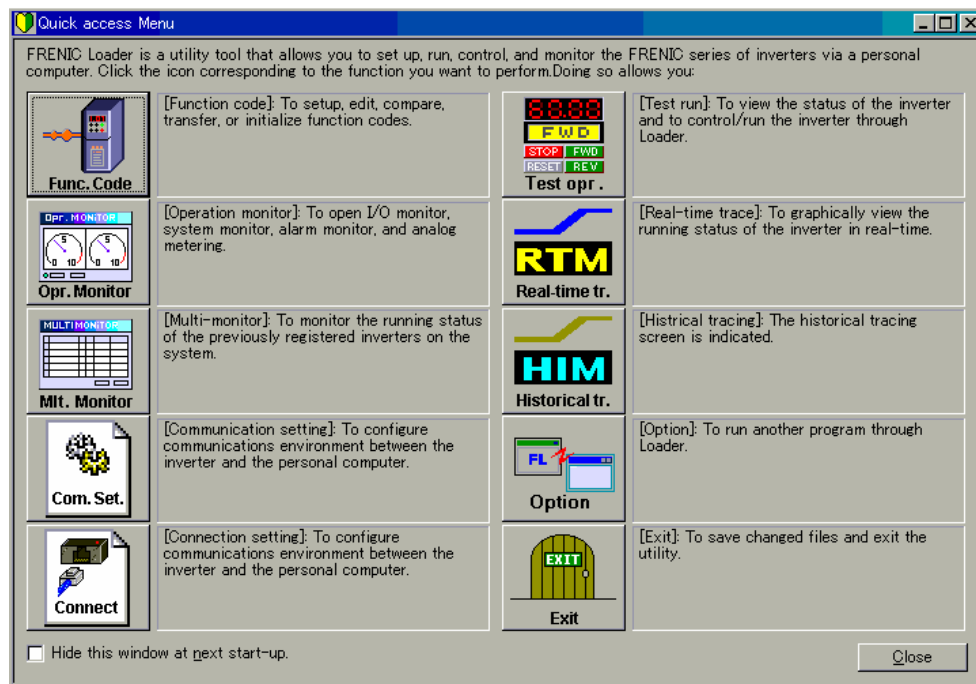 Quick access Menu
FRENIC Loader is a utility tool that allows you to set up, run, control, and monitor the FRENIC series of inverters via a personal
computer. Click the icon corresponding to the function you want to perform.Doing so allows you:
Func. Code
[Function code]: To setup, edit, compare,
transfer, or initialize function codes.
88.88
FWD
STOP FWD
RESET REV
Test opr .
[Test run]: To view the status of the inverter
and to control/run the inverter through
Loader.
Opr. MONITOR
5 5
0 10 0 10
Opr. Monitor
[Operation monitor]: To open I/O monitor,
system monitor, alarm monitor, and analog
metering.
RTM
Real-time tr.
[Real-time trace]: To graphically view the
running status of the inverter in real-time.
MULTI MONITOR
Mlt. Monitor
[Multi-monitor]: To monitor the running status
of the previously registered inverters on the
system.
HIM
Historical tr.
[Histrical tracing]: The historical tracing
screen is indicated.
Com. Set.
[Communication setting]: To configure
communications environment between the
inverter and the personal computer.
FL
Option
[Option]: To run another program through
Loader.
Connect
[Connection setting]: To configure
communications environment between the
inverter and the personal computer.
EXIT
Exit
[Exit]: To save changed files and exit the
utility.
Hide this window at next start-up.
Close